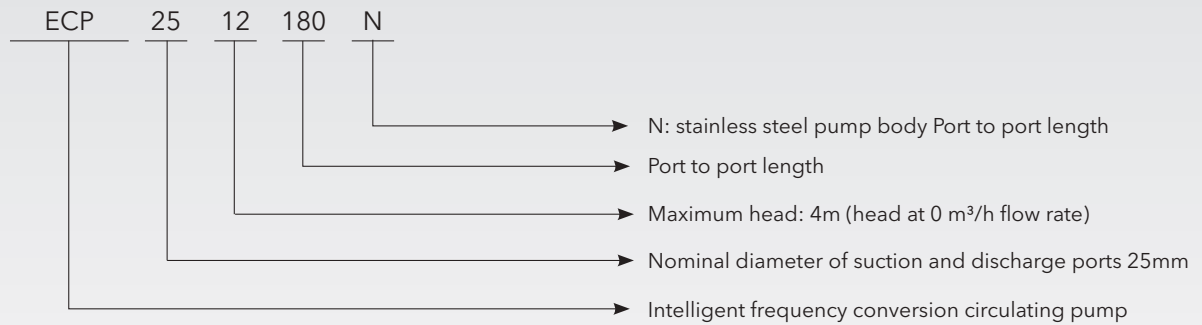 ECP 25 12 180 N
N: stainless steel pump body Port to port length
Port to port length
Maximum head: 4m (head at 0 m³/h flow rate)
Nominal diameter of suction and discharge ports 25mm
Intelligent frequency conversion circulating pump